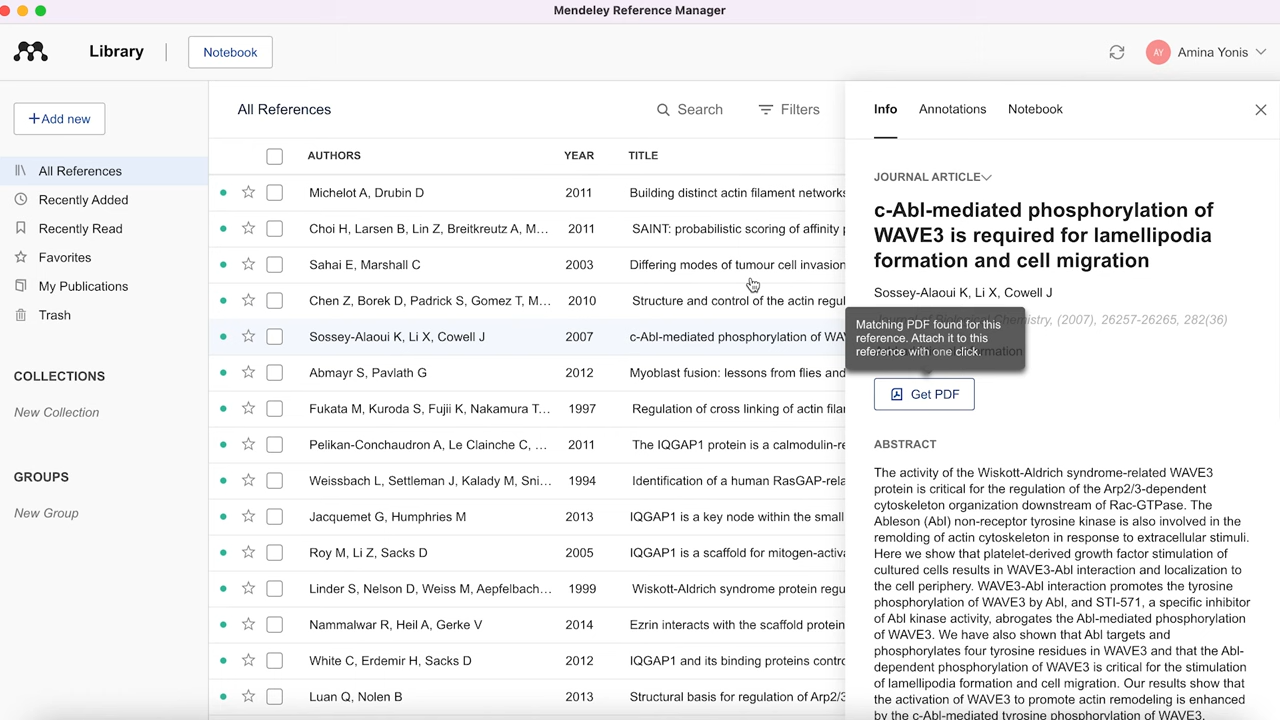 Mendeley Reference Manager
Library
Notebook
AY
Amina Yonis
Add new
All References
Recently Added
Recently Read
Favorites
My Publications
Trash
COLLECTIONS
New Collection
GROUPS
New Group
All References
Search
Filters
AUTHORS YEAR TITLE
Michelot A, Drubin D 2011 Building distinct actin filament networks
Choi H, Larsen B, Lin Z, Breitkreutz A, M... 2011 SAINT: probabilistic scoring of affinity
Sahai E, Marshall C 2003 Differing modes of tumour cell invasion
Chen Z, Borek D, Padrick S, Gomez T, M... 2010 Structure and control of the actin regul
Sossey-Alaoui K, Li X, Cowell J 2007 c-Abl-mediated phosphorylation of WA
Abmayr S, Pavlath G 2012 Myoblast fusion: lessons from flies and
Fukata M, Kuroda S, Fujii K, Nakamura T... 1997 Regulation of cross linking of actin fila
Pelikan-Conchaudron A, Le Clainche C, ... 2011 The IQGAP1 protein is a calmodulin-re
Weissbach L, Settleman J, Kalady M, Sni... 1994 Identification of a human RasGAP-rela
Jacquemet G, Humphries M 2013 IQGAP1 is a key node within the small
Roy M, Li Z, Sacks D 2005 IQGAP1 is a scaffold for mitogen-activa
Linder S, Nelson D, Weiss M, Aepfelbach... 1999 Wiskott-Aldrich syndrome protein regu
Nammalwar R, Heil A, Gerke V 2014 Ezrin interacts with the scaffold protein
White C, Erdemir H, Sacks D 2012 IQGAP1 and its binding proteins contro
Luan Q, Nolen B 2013 Structural basis for regulation of Arp2/3
Info
Annotations
Notebook
JOURNAL ARTICLE
c-Abl-mediated phosphorylation of
WAVE3 is required for lamellipodia
formation and cell migration
Sossey-Alaoui K, Li X, Cowell J
Journal of Biological Chemistry, (2007), 26257-26265, 282(36)
Matching PDF found for this
reference. Attach it to this
reference with one click.
Get PDF
ABSTRACT
The activity of the Wiskott-Aldrich syndrome-related WAVE3
protein is critical for the regulation of the Arp2/3-dependent
cytoskeleton organization downstream of Rac-GTPase. The
Ableson (Abl) non-receptor tyrosine kinase is also involved in the
remolding of actin cytoskeleton in response to extracellular stimuli.
Here we show that platelet-derived growth factor stimulation of
cultured cells results in WAVE3-Abl interaction and localization to
the cell periphery. WAVE3-Abl interaction promotes the tyrosine
phosphorylation of WAVE3 by Abl, and STI-571, a specific inhibitor
of Abl kinase activity, abrogates the Abl-mediated phosphorylation
of WAVE3. We have also shown that Abl targets and
phosphorylates four tyrosine residues in WAVE3 and that the Abl-
dependent phosphorylation of WAVE3 is critical for the stimulation
of lamellipodia formation and cell migration. Our results show that
the activation of WAVE3 to promote actin remodeling is enhanced
by the c-Abl-mediated tyrosine phosphorylation of WAVE3.